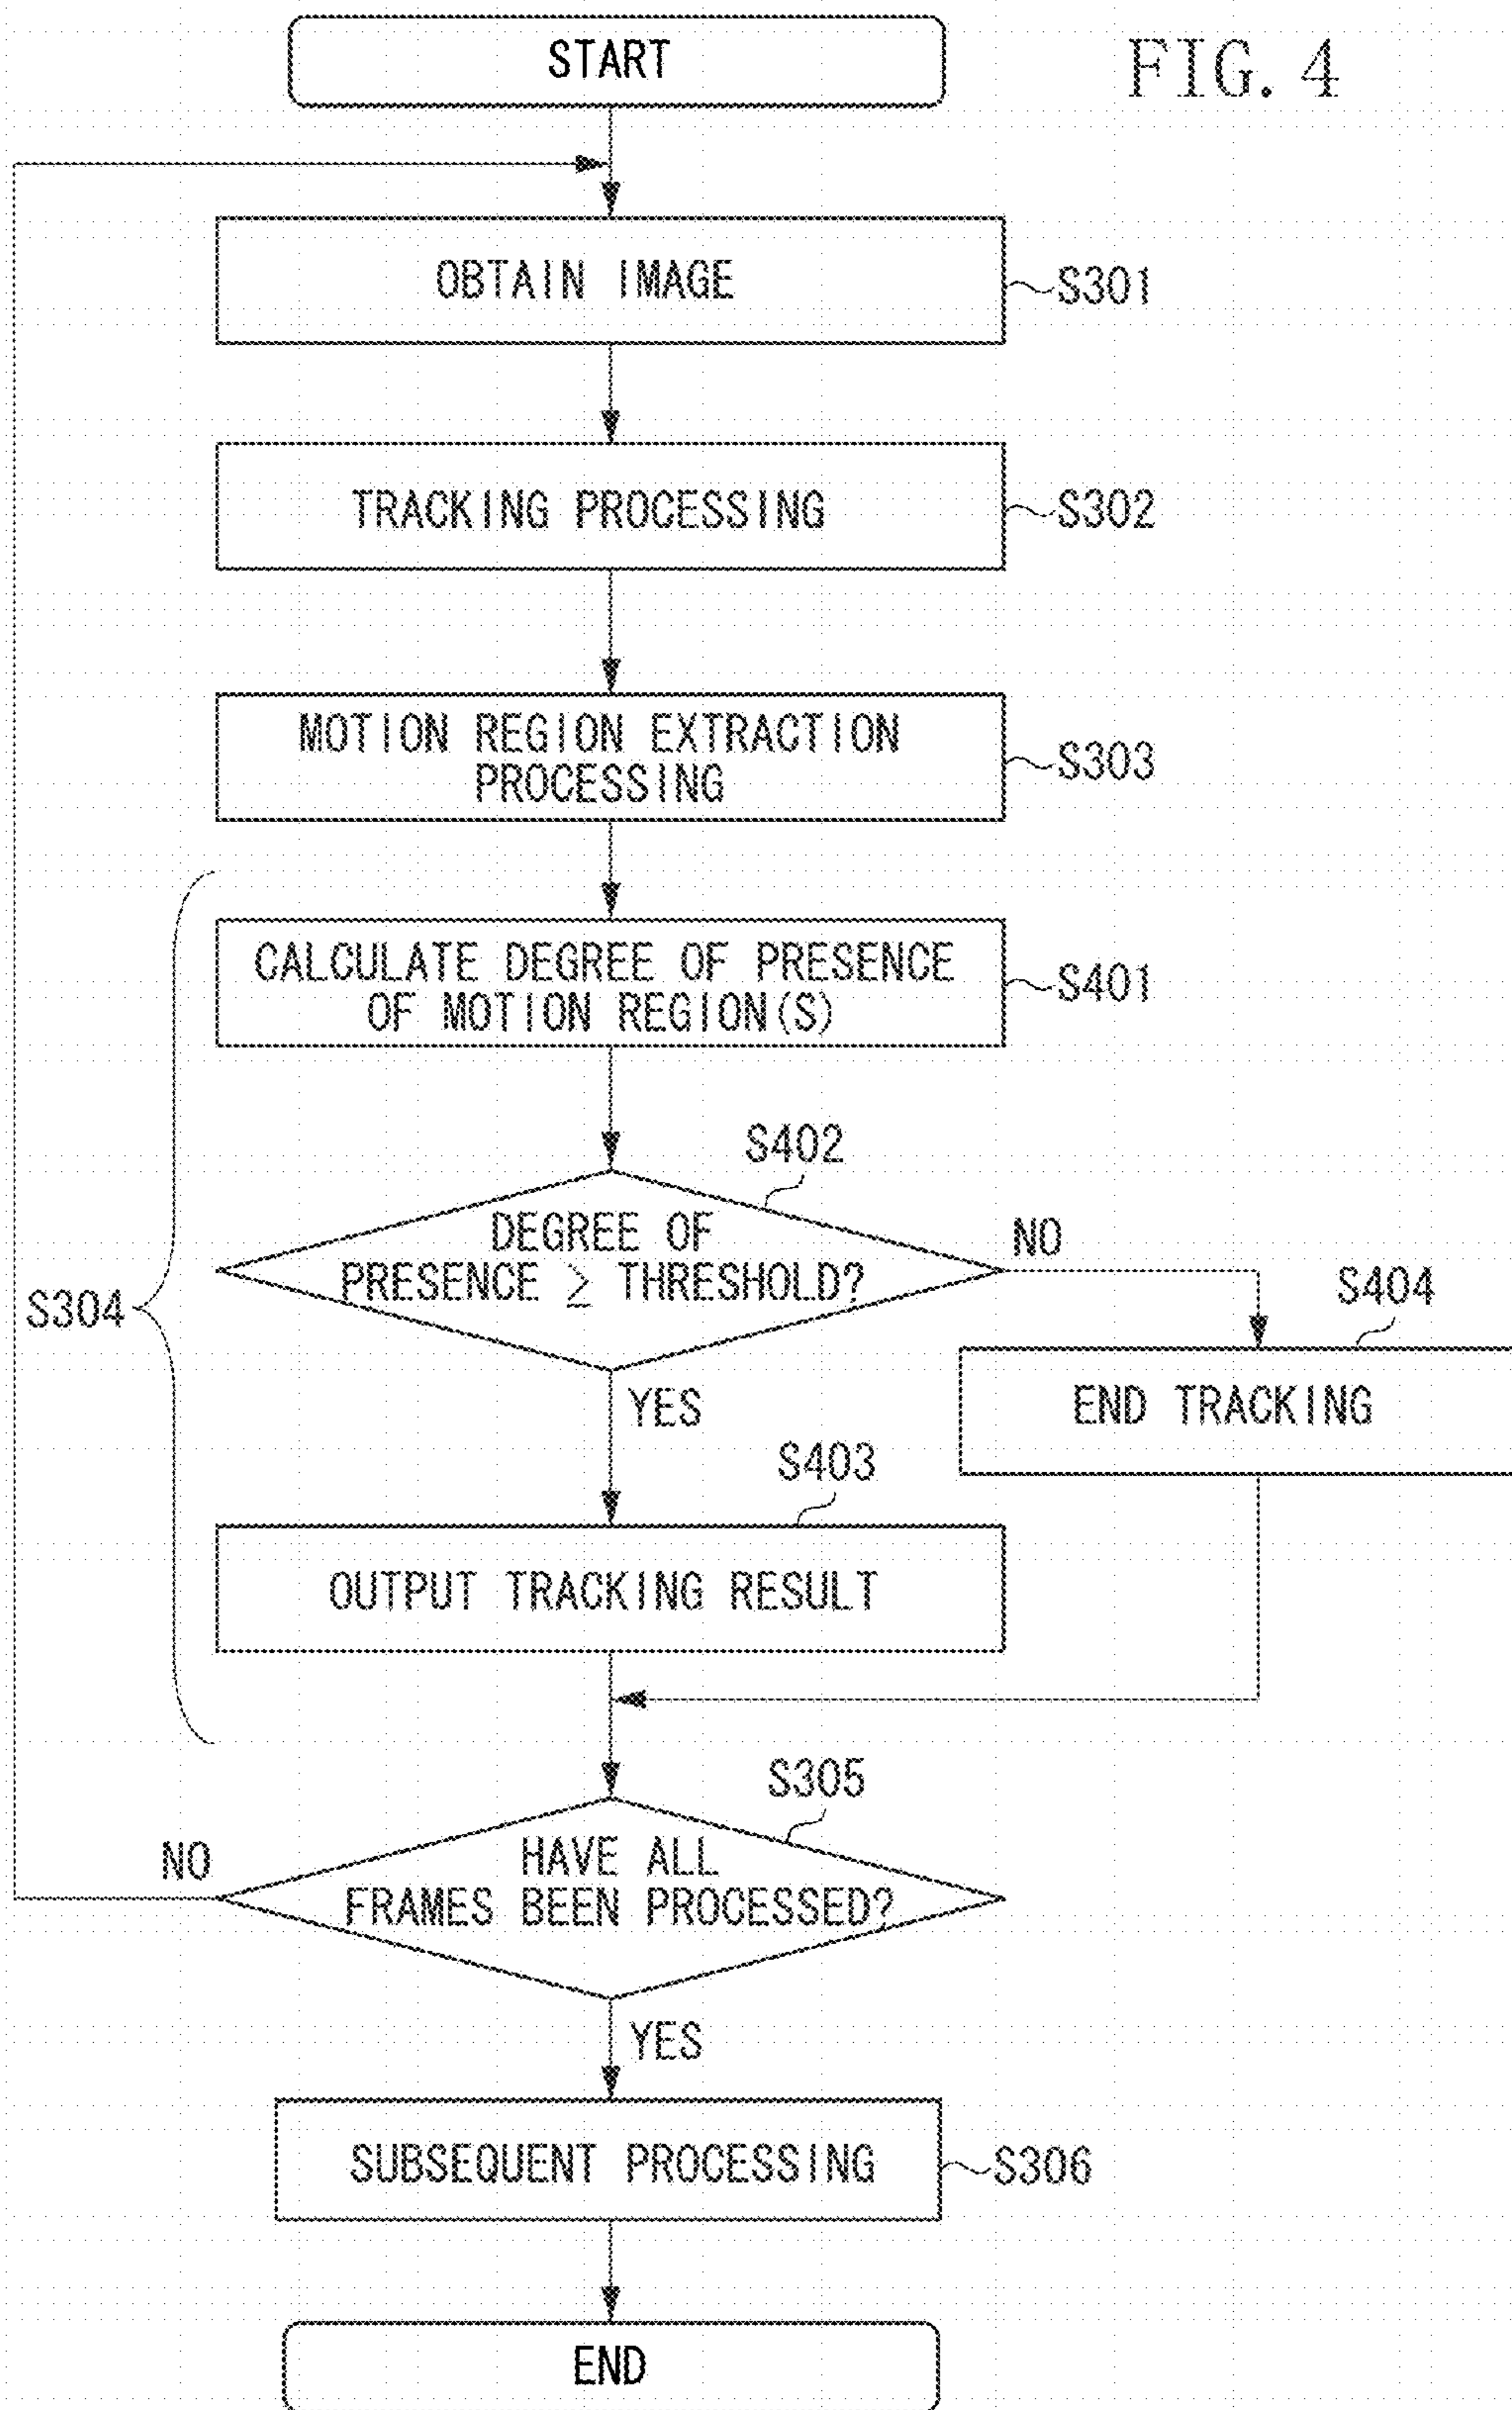 START
FIG. 4
OBTAIN IMAGE
S301
TRACKING PROCESSING
S302
MOTION REGION EXTRACTION
PROCESSING
S303
CALCULATE DEGREE OF PRESENCE
OF MOTION REGION(S)
S401
S402
DEGREE OF
PRESENCE ≥ THRESHOLD?
NO
S304
S404
END TRACKING
YES
S403
OUTPUT TRACKING RESULT
S305
HAVE ALL
FRAMES BEEN PROCESSED?
NO
YES
SUBSEQUENT PROCESSING
S306
END